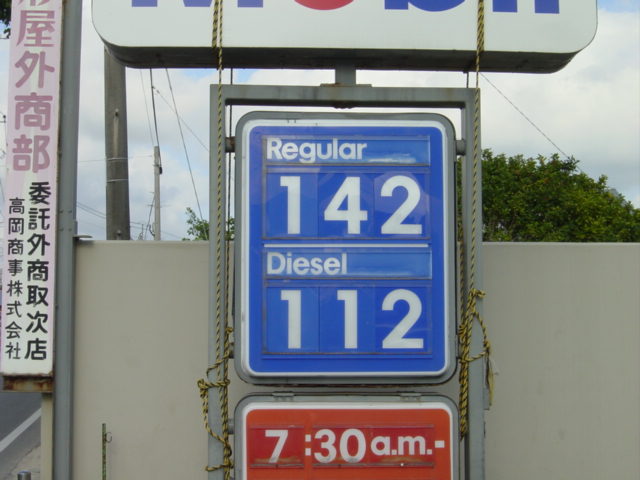 Mobil
屋外商部
委託外商取次店
高岡商事株式会社
Regular
142
Diesel
112
7:30a.m.-